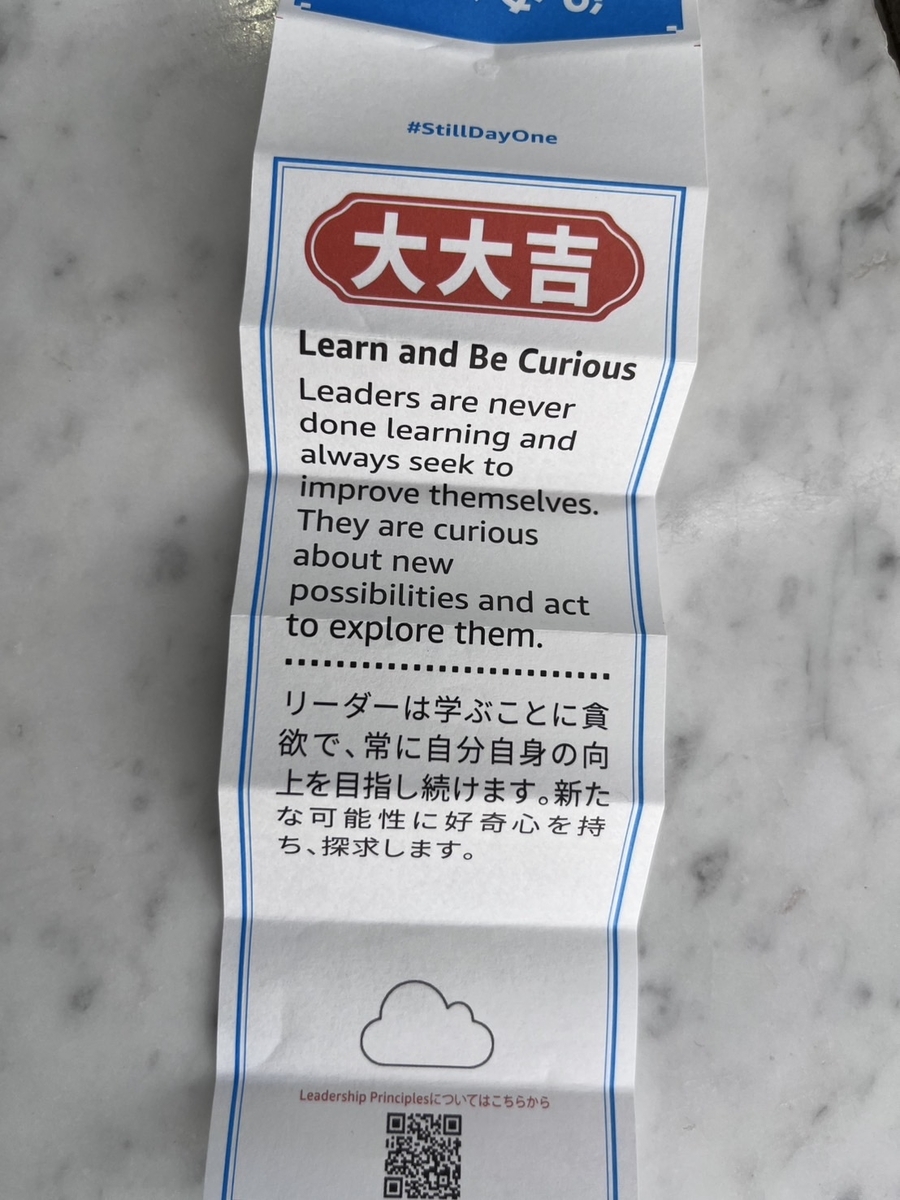 #StillDayOne
大大吉
Learn and Be Curious
Leaders are never
done learning and
always seek to
improve themselves.
They are curious
about new
possibilities and act
to explore them.
リーダーは学ぶことに貪
欲で、常に自分自身の向
上を目指し続けます。新た
な可能性に好奇心を持
ち、探求します。
Leadership Principlesについてはこちらから